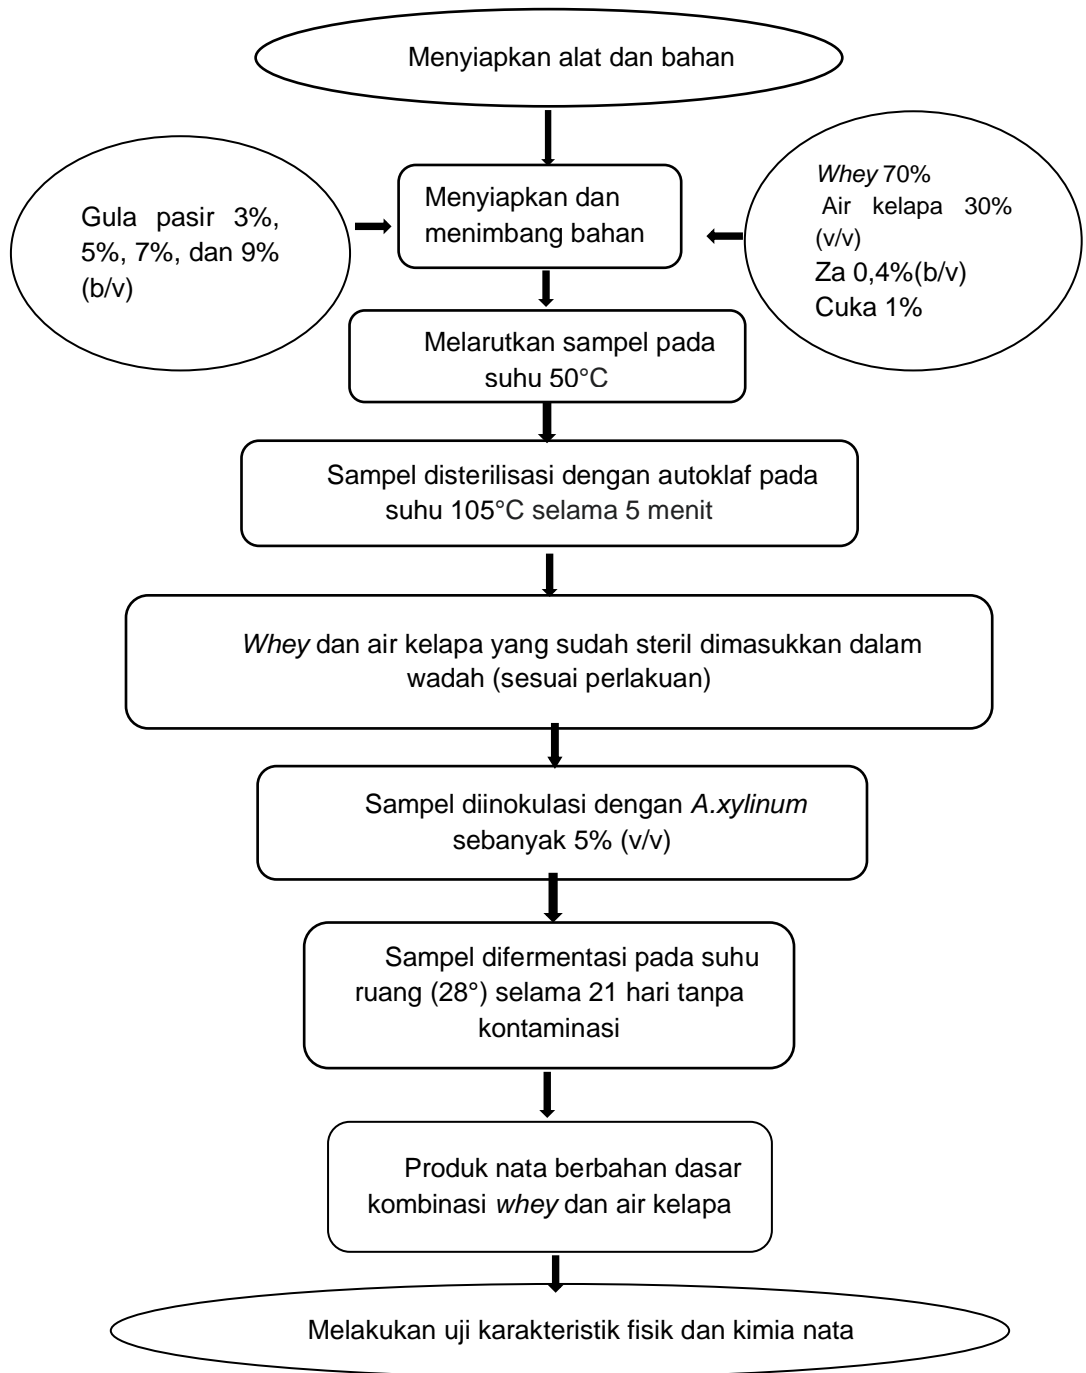 Menyiapkan alat dan bahan
Gula pasir 3%,
5%, 7%, dan 9%
(b/v)
Menyiapkan dan
menimbang bahan
Whey 70%
Air kelapa 30%
(v/v)
Za 0,4%(b/v)
Cuka 1%
Melarutkan sampel pada
suhu 50°C
Sampel disterilisasi dengan autoklaf pada
suhu 105°C selama 5 menit
Whey dan air kelapa yang sudah steril dimasukkan dalam
wadah (sesuai perlakuan)
Sampel diinokulasi dengan A.xylinum
sebanyak 5% (v/v)
Sampel difermentasi pada suhu
ruang (28°) selama 21 hari tanpa
kontaminasi
Produk nata berbahan dasar
kombinasi whey dan air kelapa
Melakukan uji karakteristik fisik dan kimia nata